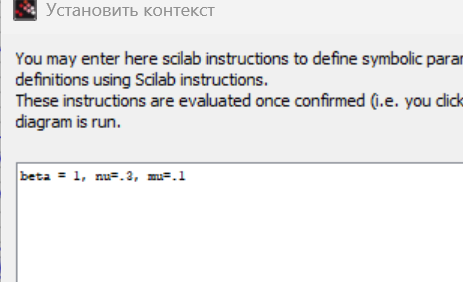 Установить контекст
You may enter here scilab instructions to define symbolic para
definitions using Scilab instructions.
These instructions are evaluated once confirmed (i.e. you click
diagram is run.
beta = 1, nu=.3, mu=.1